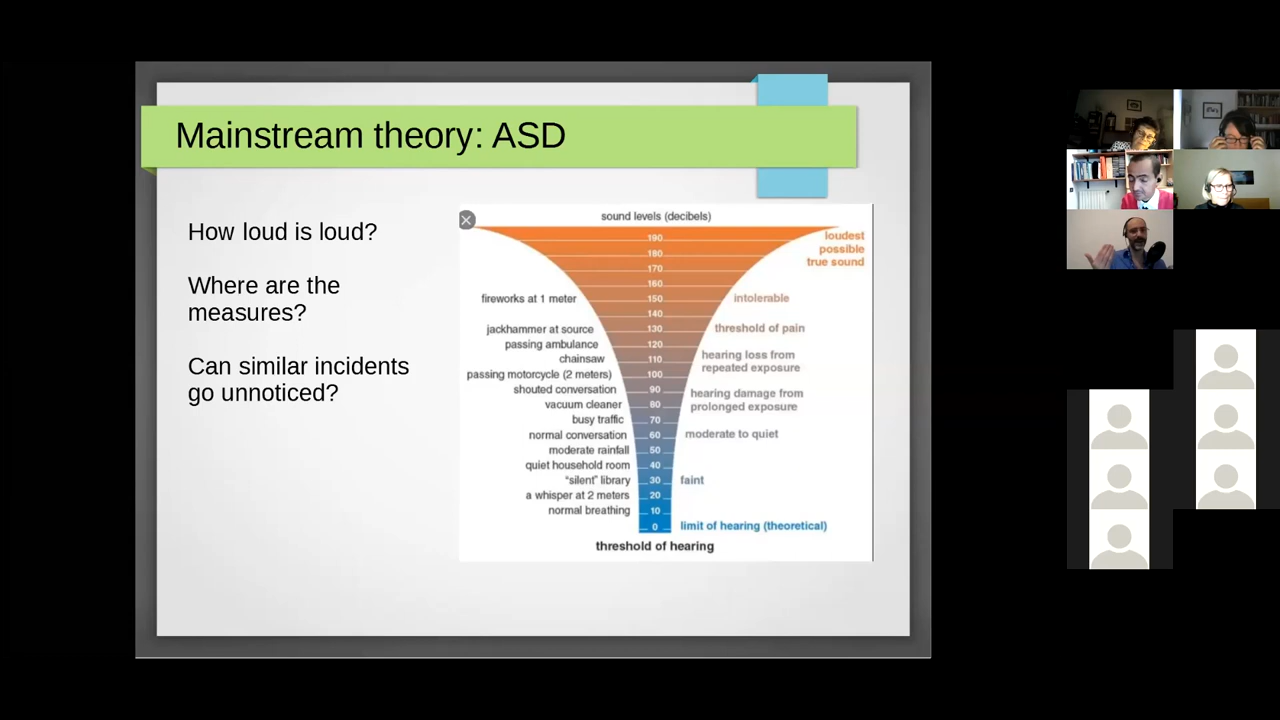 Mainstream theory: ASD
How loud is loud?
Where are the
measures?
Can similar incidents
go unnoticed?
sound levels (decibels)
190
180
170
160
150
140
130
120
110
100
90
80
70
60
50
40
30
20
10
0
fireworks at 1 meter
jackhammer at source
passing ambulance
chainsaw
passing motorcycle (2 meters)
shouted conversation
vacuum cleaner
busy traffic
normal conversation
moderate rainfall
quiet household room
"silent" library
a whisper at 2 meters
normal breathing
loudest
possible
true sound
intolerable
threshold of pain
hearing loss from
repeated exposure
hearing damage from
prolonged exposure
moderate to quiet
faint
limit of hearing (theoretical)
threshold of hearing